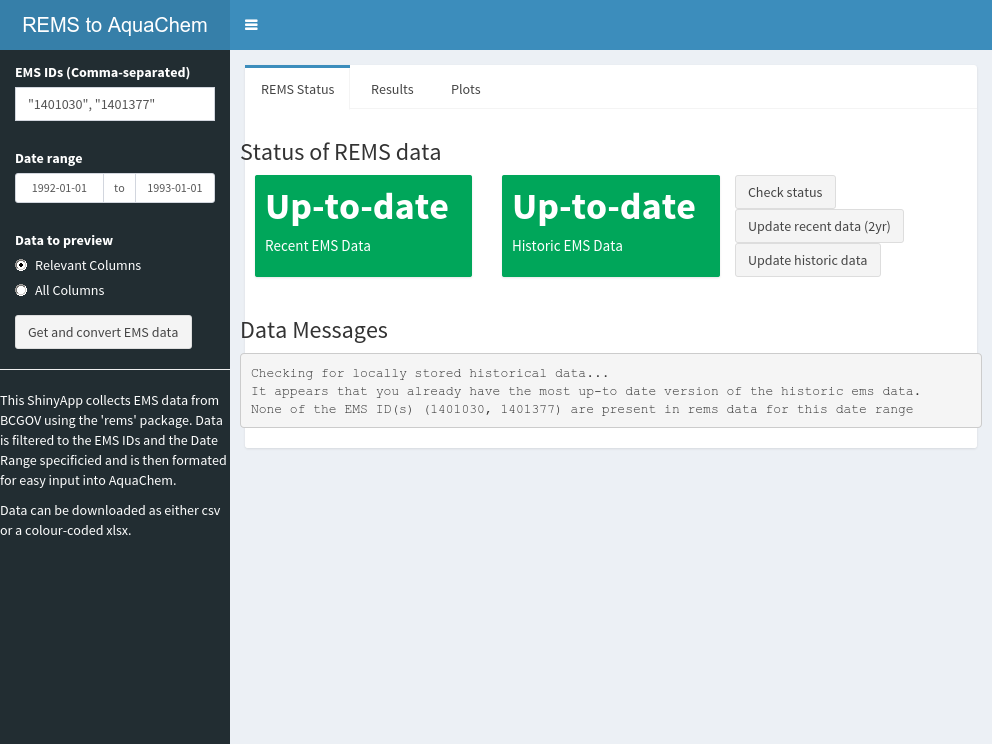 REMS to AquaChem
EMS IDs (Comma-separated)
"1401030", "1401377"
Date range
1992-01-01 to 1993-01-01
Data to preview
Relevant Columns
All Columns
Get and convert EMS data
This ShinyApp collects EMS data from
BCGOV using the 'rems' package. Data
is filtered to the EMS IDs and the Date
Range specificied and is then formated
for easy input into AquaChem.
Data can be downloaded as either csv
or a colour-coded xlsx.
REMS Status Results Plots
Status of REMS data
Up-to-date
Recent EMS Data
Up-to-date
Historic EMS Data
Check status
Update recent data (2yr)
Update historic data
Data Messages
Checking for locally stored historical data...
It appears that you already have the most up-to date version of the historic ems data.
None of the EMS ID(s) (1401030, 1401377) are present in rems data for this date range